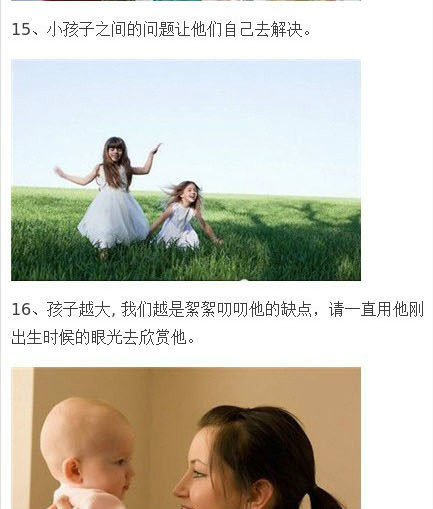 15、小孩子之间的问题让他们自己去解决。
16、孩子越大, 我们越是絮絮叨叨他的缺点，请一直用他刚
出生时候的眼光去欣赏他。